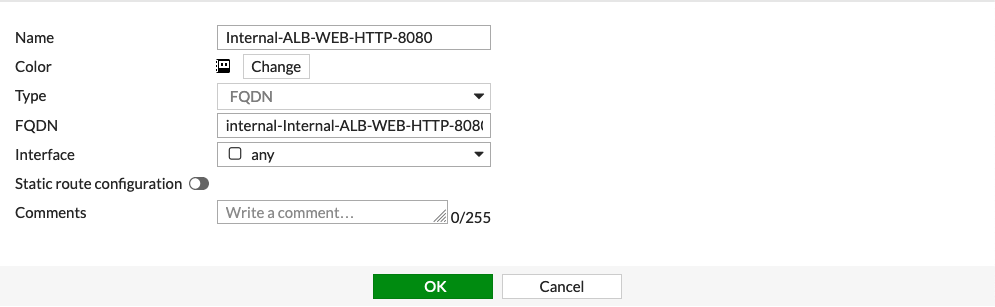 Name Internal-ALB-WEB-HTTP-8080
Color Change
Type FQDN
FQDN internal-Internal-ALB-WEB-HTTP-808
Interface any
Static route configuration
Comments Write a comment... 0/255
OK Cancel